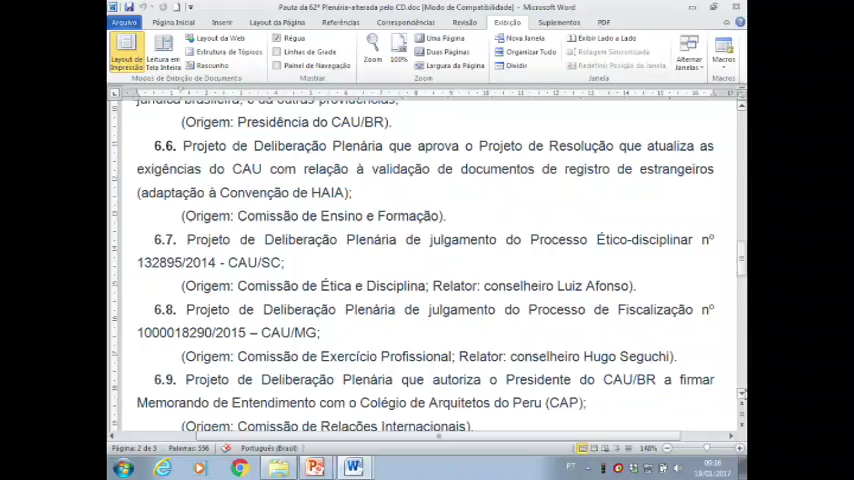 Pauta da 62ª Plenária-alterada pelo CD.doc [Modo de Compatibilidade] - Microsoft Word
Arquivo Página Inicial Inserir Layout da Página Referências Correspondências Revisão Exibição Suplementos PDF
Layout de Impressão
Leitura em Tela Inteira
Layout da Web
Estrutura de Tópicos
Rascunho
Modos de Exibição de Documento
Régua
Linhas de Grade
Painel de Navegação
Mostrar
Zoom
100%
Uma Página
Duas Páginas
Largura da Página
Zoom
Nova Janela
Organizar Tudo
Dividir
Exibir Lado a Lado
Rolagem Sincronizada
Redefinir Posição da Janela
Janela
Alternar Janelas
Macros
Macros
jurídica brasileira, e dá outras providências;
(Origem: Presidência do CAU/BR).
6.6. Projeto de Deliberação Plenária que aprova o Projeto de Resolução que atualiza as
exigências do CAU com relação à validação de documentos de registro de estrangeiros
(adaptação à Convenção de HAIA);
(Origem: Comissão de Ensino e Formação).
6.7. Projeto de Deliberação Plenária de julgamento do Processo Ético-disciplinar nº
132895/2014 - CAU/SC;
(Origem: Comissão de Ética e Disciplina; Relator: conselheiro Luiz Afonso).
6.8. Projeto de Deliberação Plenária de julgamento do Processo de Fiscalização nº
1000018290/2015 – CAU/MG;
(Origem: Comissão de Exercício Profissional; Relator: conselheiro Hugo Seguchi).
6.9. Projeto de Deliberação Plenária que autoriza o Presidente do CAU/BR a firmar
Memorando de Entendimento com o Colégio de Arquitetos do Peru (CAP);
(Origem: Comissão de Relações Internacionais).
Página: 2 de 3 Palavras: 556 Português (Brasil) 148%
PT 09:16
19/01/2017